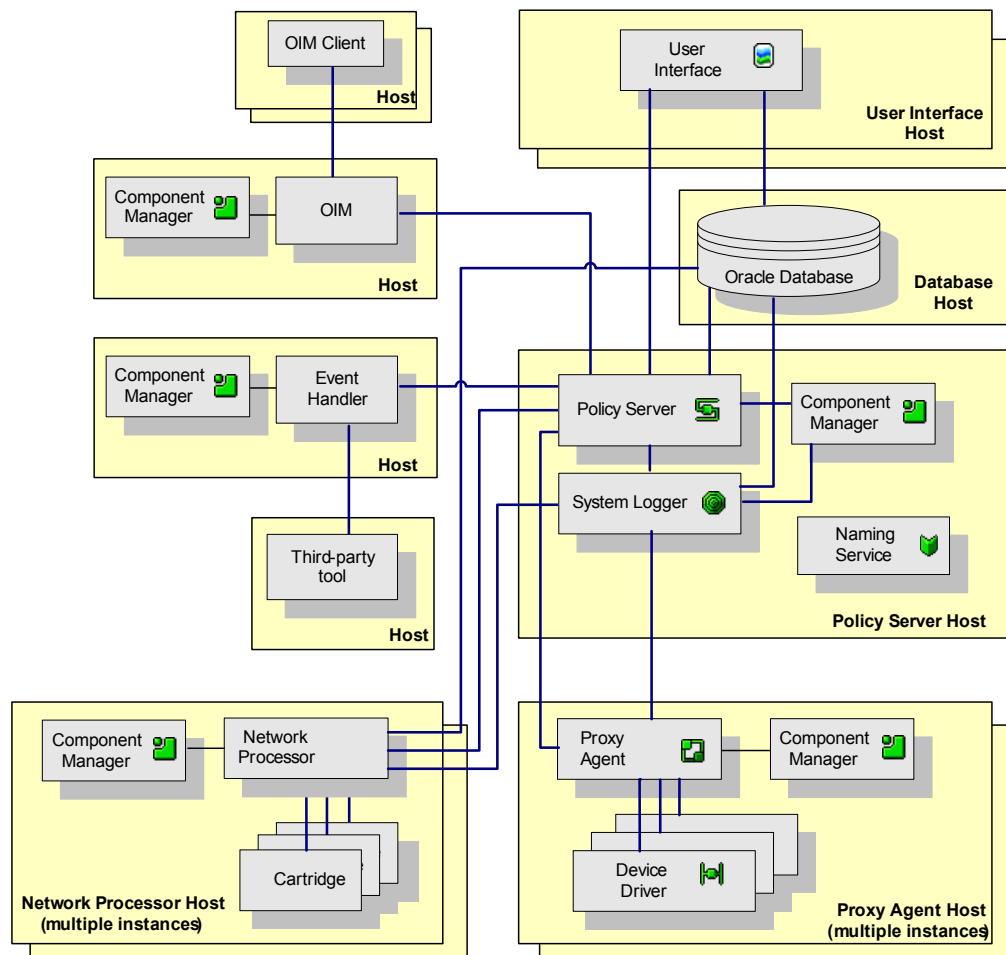 OIM Client
Host
User
Interface
User Interface
Host
Component
Manager
OIM
Host
Oracle Database
Database
Host
Component
Manager
Event
Handler
Host
Policy Server
Component
Manager
System Logger
Naming
Service
Policy Server Host
Third-party
tool
Host
Component
Manager
Network
Processor
Cartridge
Network Processor Host
(multiple instances)
Proxy
Agent
Component
Manager
Device
Driver
Proxy Agent Host
(multiple instances)